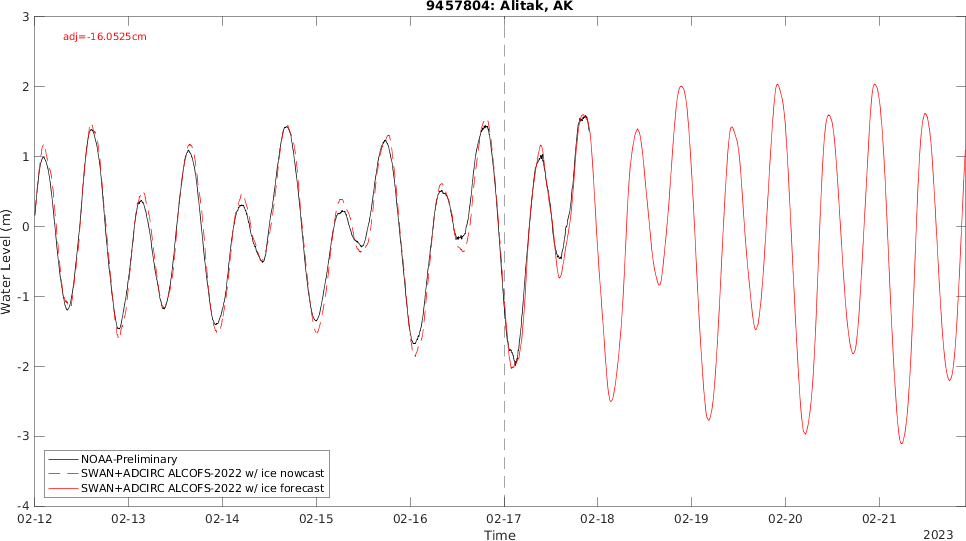 9457804: Alitak, AK
adj=-16.0525cm
3
2
1
0
-1
-2
-3
-4
Water Level (m)
NOAA-Preliminary
SWAN+ADCIRC ALCOFS-2022 w/ ice nowcast
SWAN+ADCIRC ALCOFS-2022 w/ ice forecast
02-12 02-13 02-14 02-15 02-16 02-17 02-18 02-19 02-20 02-21
Time
2023